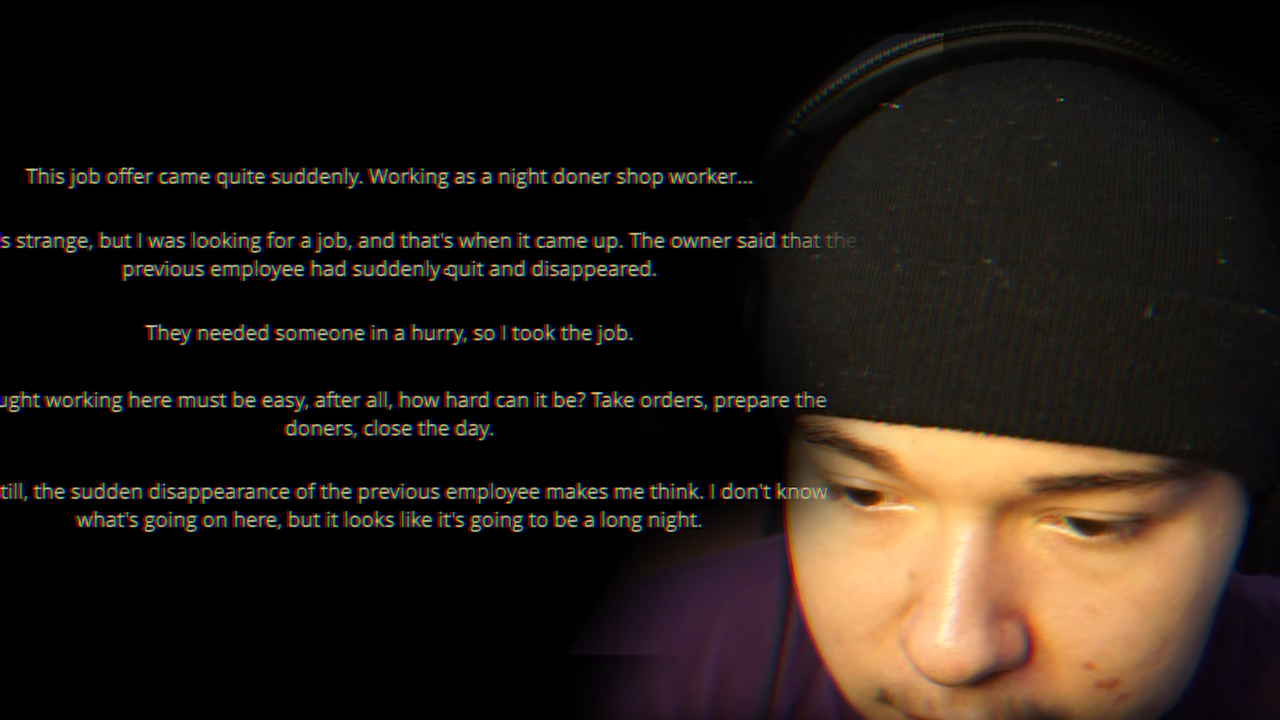 This job offer came quite suddenly. Working as a night doner shop worker...
s strange, but I was looking for a job, and that's when it came up. The owner said that the
previous employee had suddenly quit and disappeared.
They needed someone in a hurry, so I took the job.
ught working here must be easy, after all, how hard can it be? Take orders, prepare the
doners, close the day.
till, the sudden disappearance of the previous employee makes me think. I don't know
what's going on here, but it looks like it's going to be a long night.